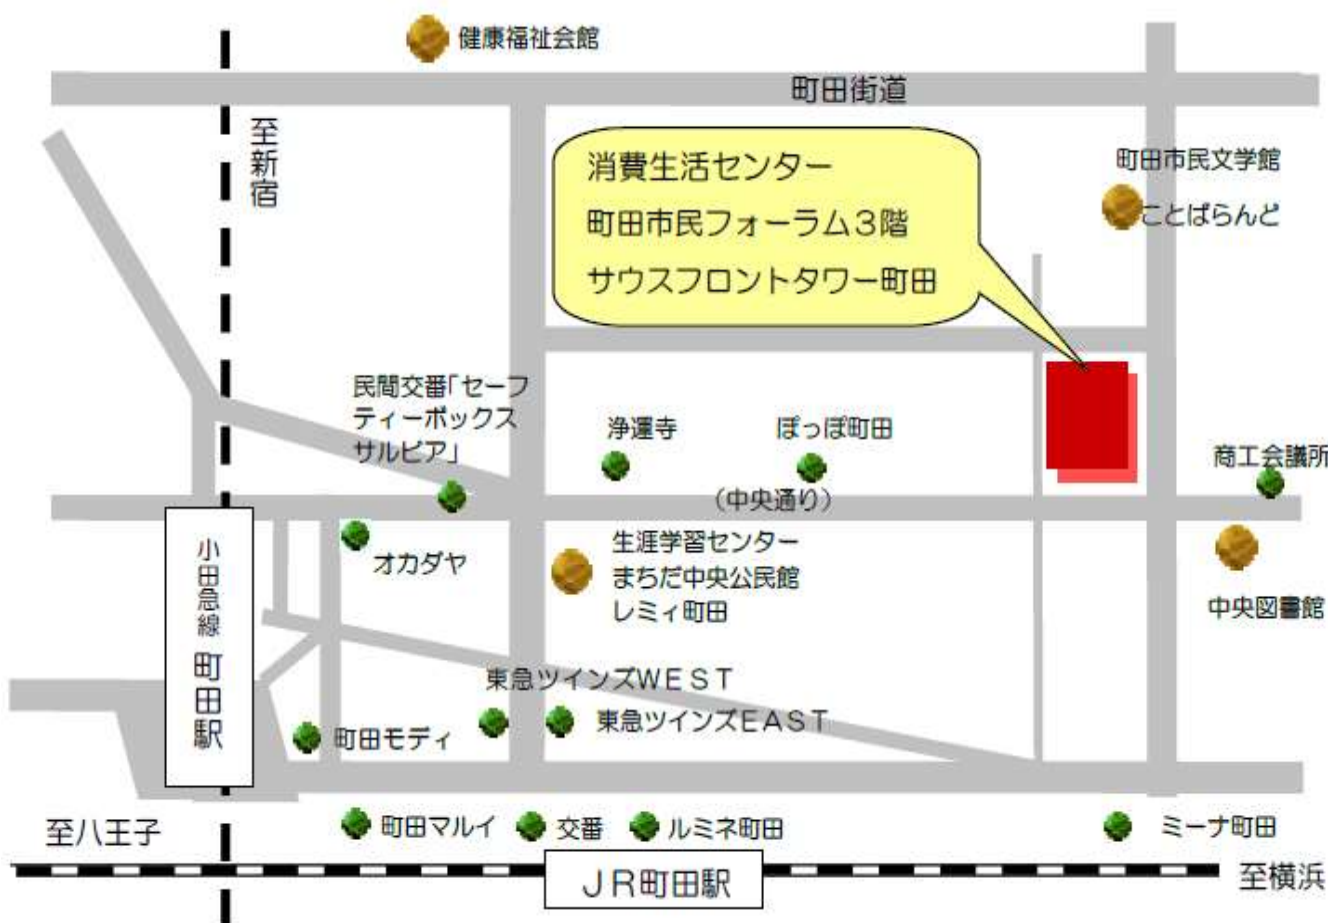 健康福祉会館
町田街道
至新宿
消費生活センター
町田市民フォーラム３階
サウスフロントタワー町田
町田市民文学館
ことばらんど
民間交番「セーフ
ティーボックス
サルビア」
浄運寺
ぽっぽ町田
商工会議所
（中央通り）
オカダヤ
生涯学習センター
まちだ中央公民館
レミィ町田
中央図書館
小田急線 町田駅
東急ツインズＷＥＳＴ
東急ツインズＥＡＳＴ
町田モディ
至八王子
町田マルイ
交番
ルミネ町田
ミーナ町田
ＪＲ町田駅
至横浜